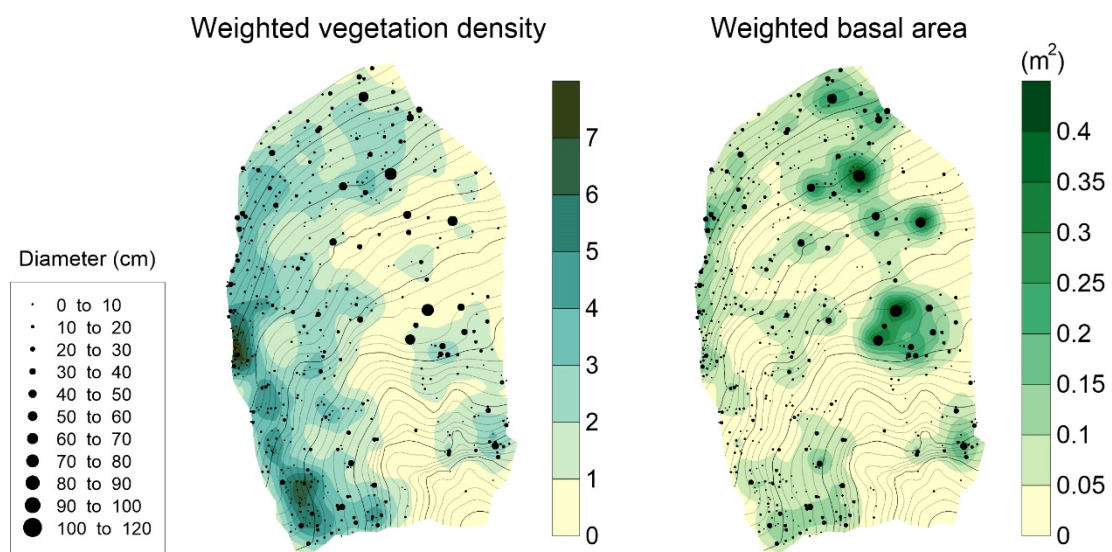 Weighted vegetation density
Weighted basal area
(m²)
7
6
5
4
3
2
1
0
0.4
0.35
0.3
0.25
0.2
0.15
0.1
0.05
0
Diameter (cm)
0 to 10
10 to 20
20 to 30
30 to 40
40 to 50
50 to 60
60 to 70
70 to 80
80 to 90
90 to 100
100 to 120